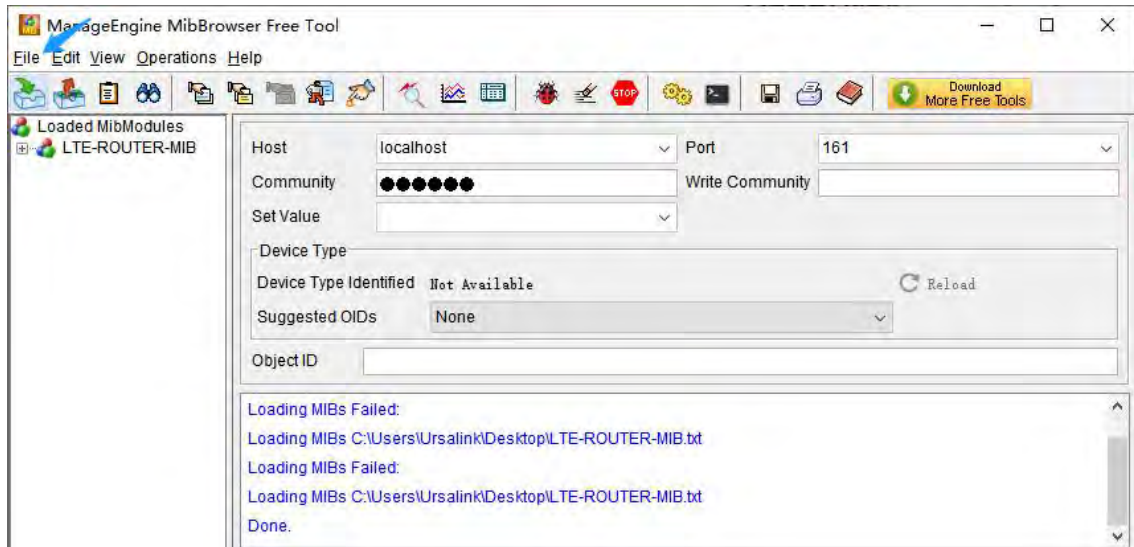 ManageEngine MibBrowser Free Tool
File Edit View Operations Help
STOP
Download
More Free Tools
Loaded MibModules
LTE-ROUTER-MIB
Host localhost Port 161
Community ●●●●●● Write Community
Set Value
Device Type
Device Type Identified Not Available Reload
Suggested OIDs None
Object ID
Loading MIBs Failed:
Loading MIBs C:\Users\Ursalink\Desktop\LTE-ROUTER-MIB.txt
Loading MIBs Failed:
Loading MIBs C:\Users\Ursalink\Desktop\LTE-ROUTER-MIB.txt
Done.